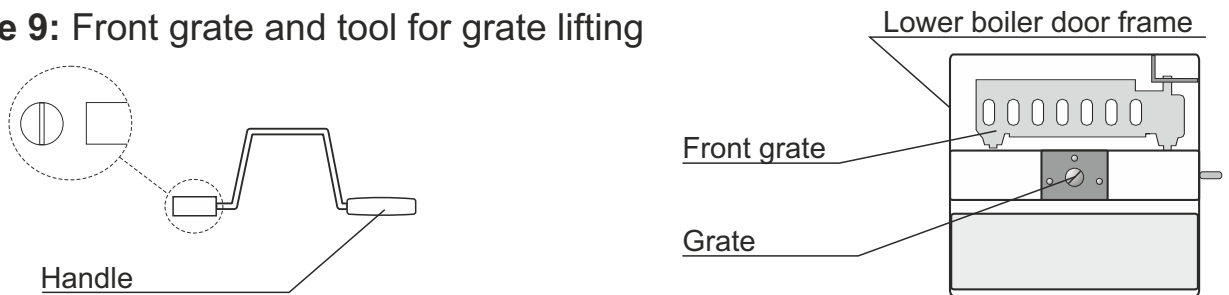 9: Front grate and tool for grate lifting
Lower boiler door frame
Front grate
Grate
Handle